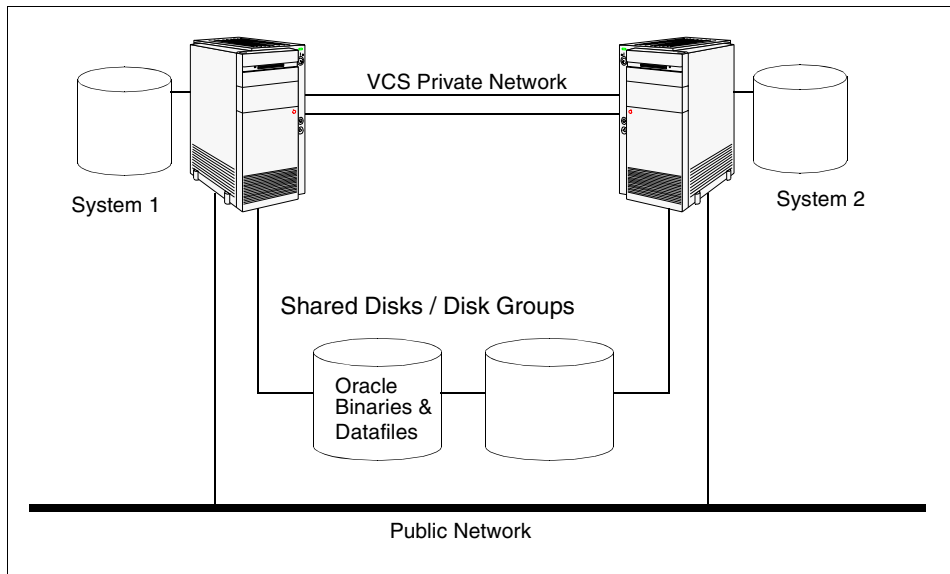 VCS Private Network
System 1
System 2
Shared Disks / Disk Groups
Oracle
Binaries &
Datafiles
Public Network